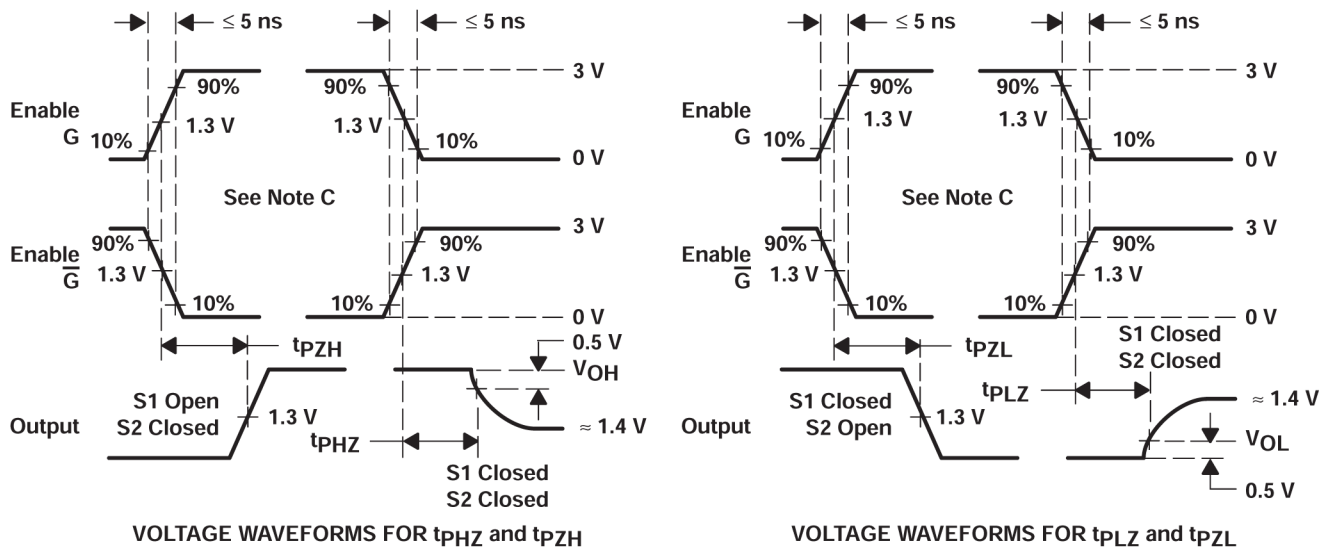 ≤ 5 ns
≤ 5 ns
3 V
Enable
G
90%
90%
10%
1.3 V
1.3 V
10%
0 V
See Note C
3 V
Enable
G̅
90%
90%
1.3 V
1.3 V
10%
10%
0 V
tPZH
0.5 V
VOH
Output
S1 Open
S2 Closed
1.3 V
≈ 1.4 V
tPHZ
S1 Closed
S2 Closed
VOLTAGE WAVEFORMS FOR tPHZ and tPZH
≤ 5 ns
≤ 5 ns
3 V
Enable
G
90%
90%
10%
1.3 V
1.3 V
10%
0 V
See Note C
3 V
Enable
G̅
90%
90%
1.3 V
1.3 V
10%
10%
0 V
S1 Closed
S2 Closed
tPZL
tPLZ
Output
S1 Closed
S2 Open
1.3 V
≈ 1.4 V
VOL
0.5 V
VOLTAGE WAVEFORMS FOR tPLZ and tPZL